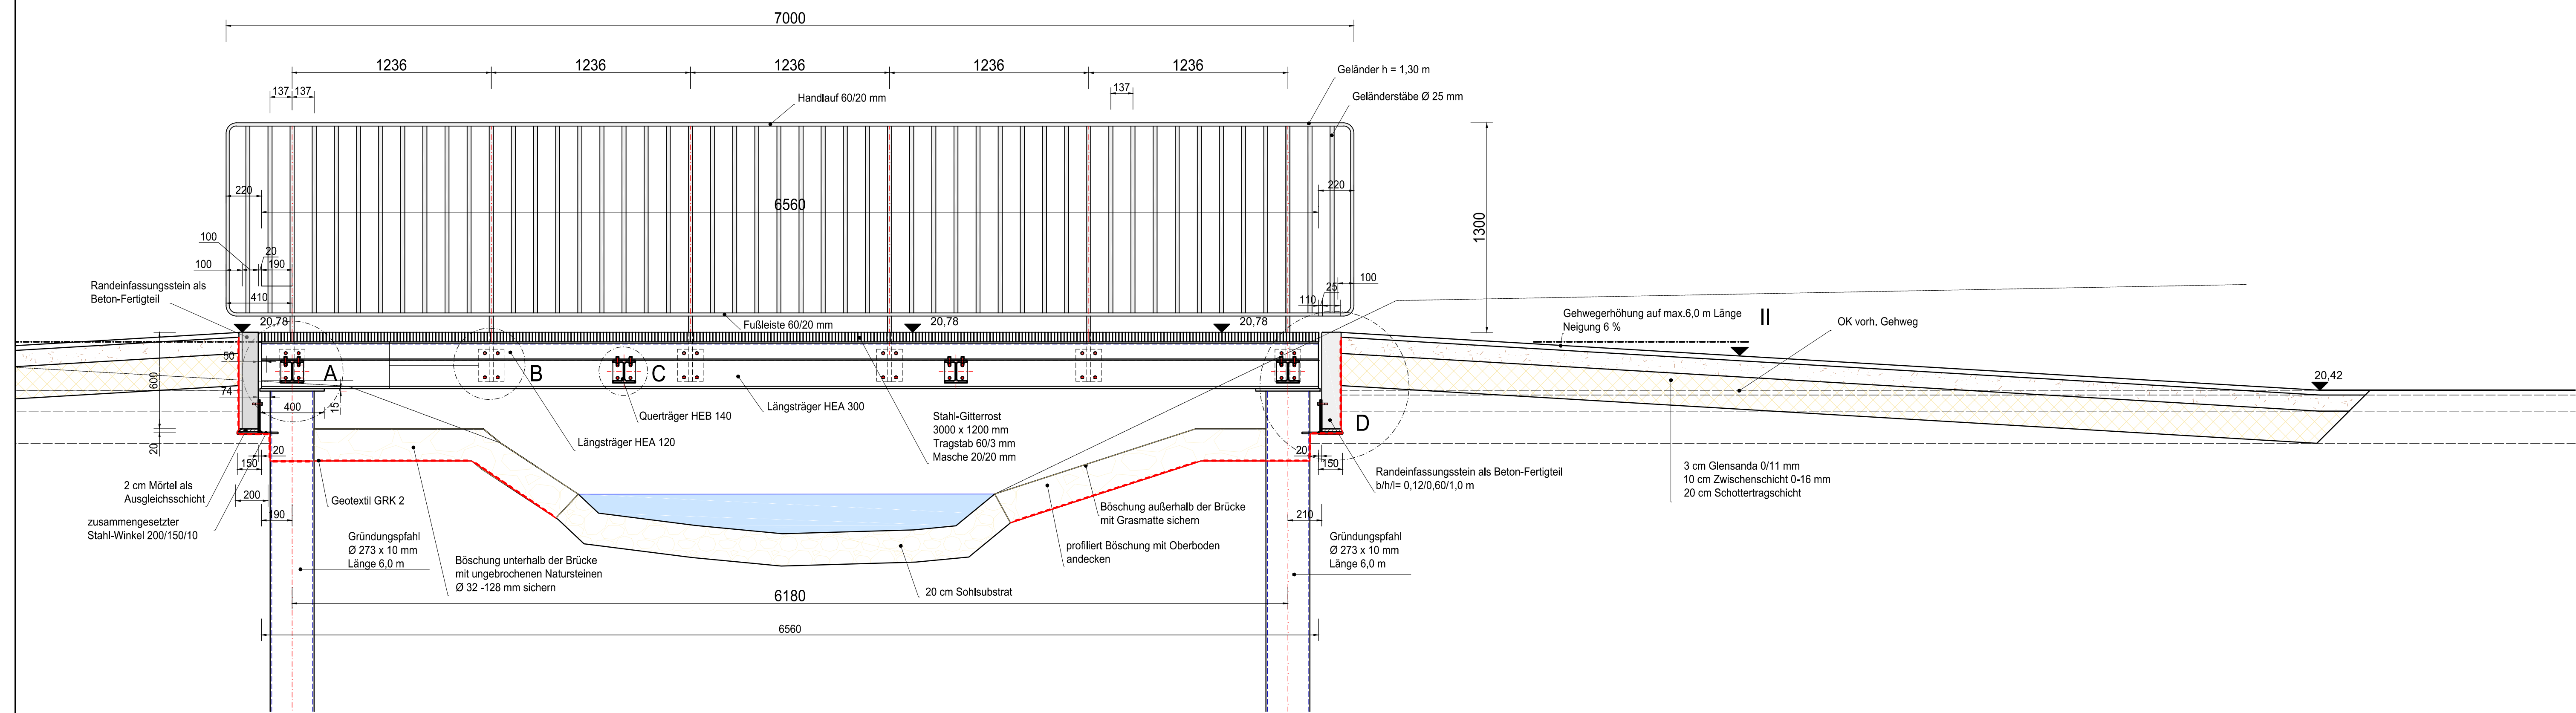 7000
1236
1236
1236
1236
1236
137
137
137
Geländer h = 1,30 m
Handlauf 60/20 mm
Geländerstäbe Ø 25 mm
220
220
6560
1300
100
20
100
190
100
25
410
110
Randeinfassungsstein als
Beton-Fertigteil
20,78
Fußleiste 60/20 mm
20,78
20,78
Gehwegerhöhung auf max.6,0 m Länge
Neigung 6 %
II
OK vorh. Gehweg
50
A
B
C
20,42
600
74
400
15
Querträger HEB 140
Längsträger HEA 300
Längsträger HEA 120
Stahl-Gitterrost
3000 x 1200 mm
Tragstab 60/3 mm
Masche 20/20 mm
D
20
20
150
20
150
2 cm Mörtel als
Ausgleichsschicht
200
Geotextil GRK 2
zusammengesetzter
Stahl-Winkel 200/150/10
190
210
Randeinfassungsstein als Beton-Fertigteil
b/h/l= 0,12/0,60/1,0 m
3 cm Glensanda 0/11 mm
10 cm Zwischenschicht 0-16 mm
20 cm Schottertragschicht
Böschung außerhalb der Brücke
mit Grasmatte sichern
Gründungspfahl
Ø 273 x 10 mm
Länge 6,0 m
Böschung unterhalb der Brücke
mit ungebrochenen Natursteinen
Ø 32 -128 mm sichern
profiliert Böschung mit Oberboden
andecken
Gründungspfahl
Ø 273 x 10 mm
Länge 6,0 m
20 cm Sohlsubstrat
6180
6560